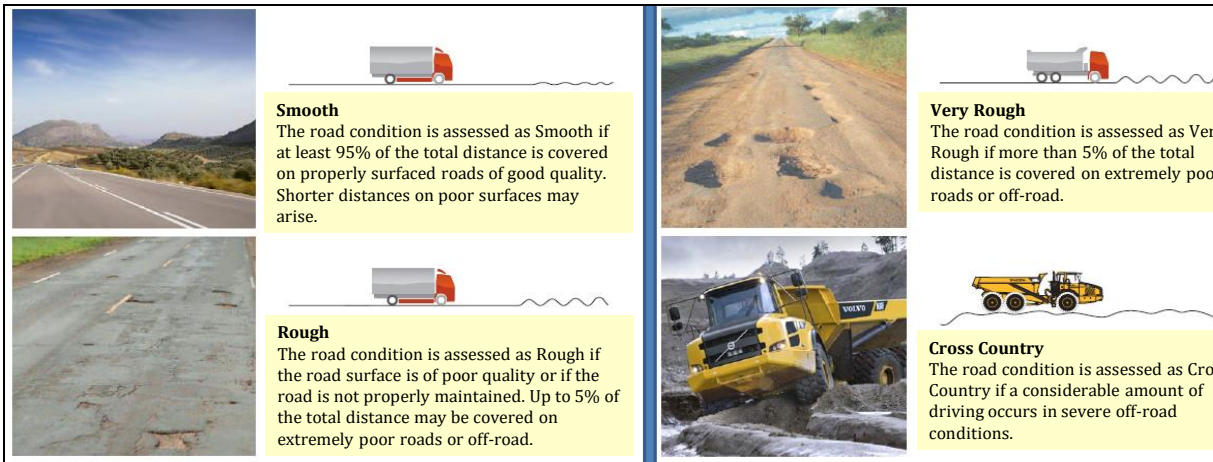 Smooth
The road condition is assessed as Smooth if
at least 95% of the total distance is covered
on properly surfaced roads of good quality.
Shorter distances on poor surfaces may
arise.
Rough
The road condition is assessed as Rough if
the road surface is of poor quality or if the
road is not properly maintained. Up to 5% of
the total distance may be covered on
extremely poor roads or off-road.
Very Rough
The road condition is assessed as Ver
Rough if more than 5% of the total
distance is covered on extremely poo
roads or off-road.
VOLVO
Cross Country
The road condition is assessed as Cro
Country if a considerable amount of
driving occurs in severe off-road
conditions.